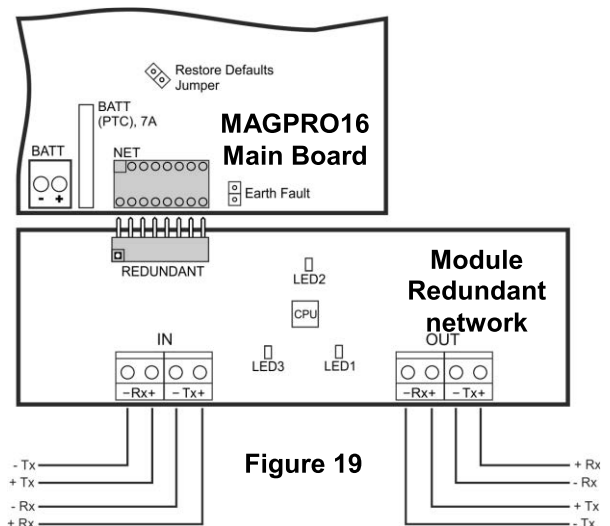 Restore Defaults
Jumper
BATT
(PTC), 7A
MAGPRO16
Main Board
BATT
NET
- +
Earth Fault
REDUNDANT
LED2
Module
Redundant
network
CPU
IN
OUT
LED3
LED1
–Rx+
–Tx+
–Rx+
–Tx+
Figure 19
- Tx
+ Tx
- Rx
+ Rx
+ Rx
- Rx
+ Tx
- Tx